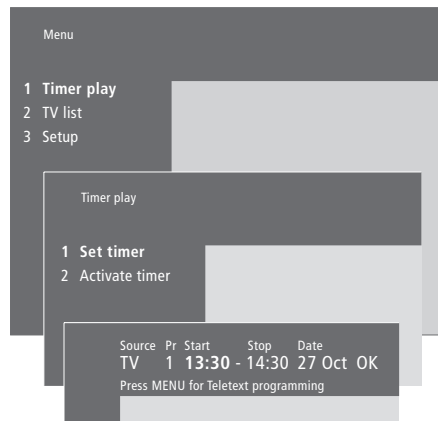 Menu
1 Timer play
2 TV list
3 Setup
Timer play
1 Set timer
2 Activate timer
Source Pr Start Stop Date
TV 1 13:30 - 14:30 27 Oct OK
Press MENU for Teletext programming